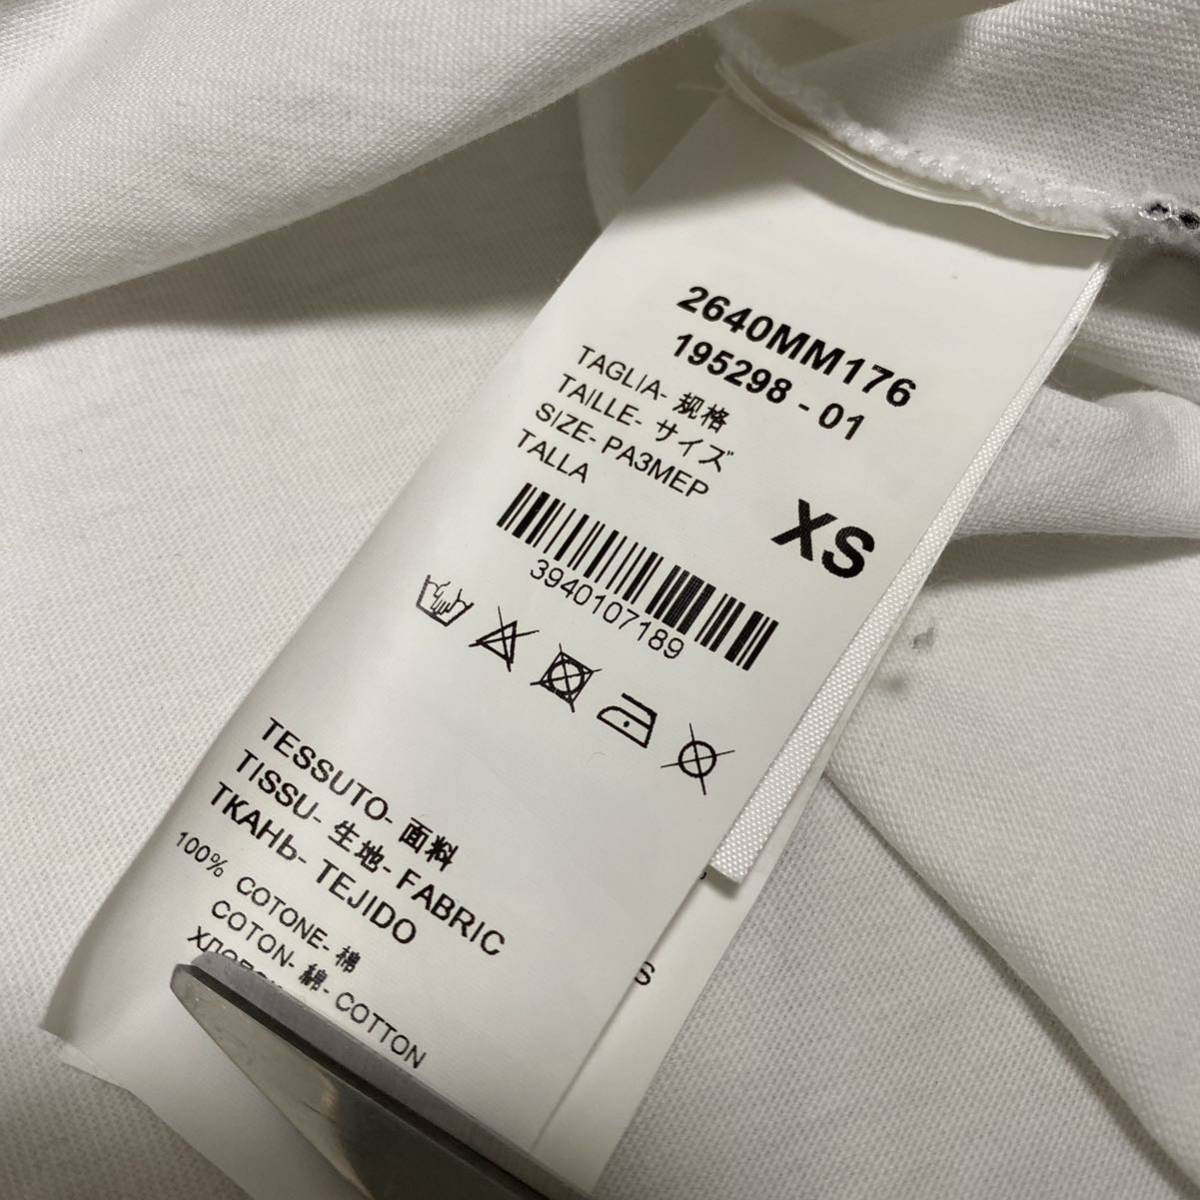 2640MM176
195298 - 01
TAGLIA- 规格
TAILLE- サイズ
SIZE- РАЗМЕР
TALLA
XS
3940107189
TESSUTO- 面料
TISSU- 生地- FABRIC
ТКАНЬ- TEJIDO
100% COTONE- 棉
COTON- 綿- COTTON
S